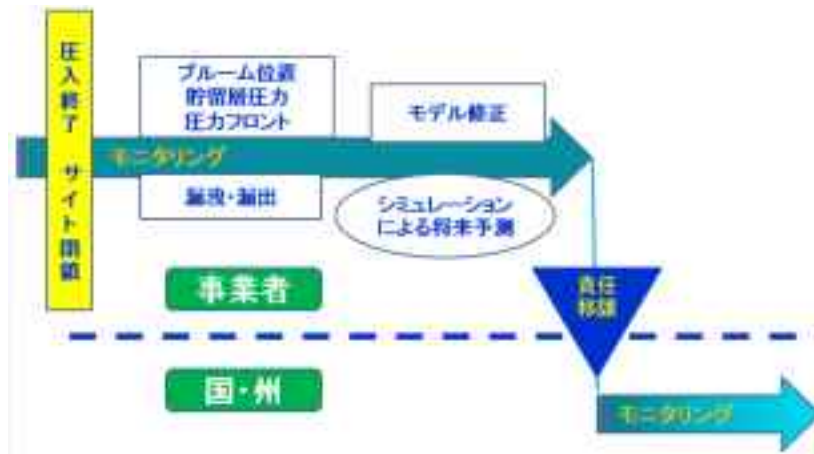 圧入終了 サイト閉鎖
プルーム位置
貯留層圧力
圧力フロント
モデル修正
モニタリング
漏洩・漏出
シミュレーション
による将来予測
事業者
責任
移譲
国・州
モニタリング